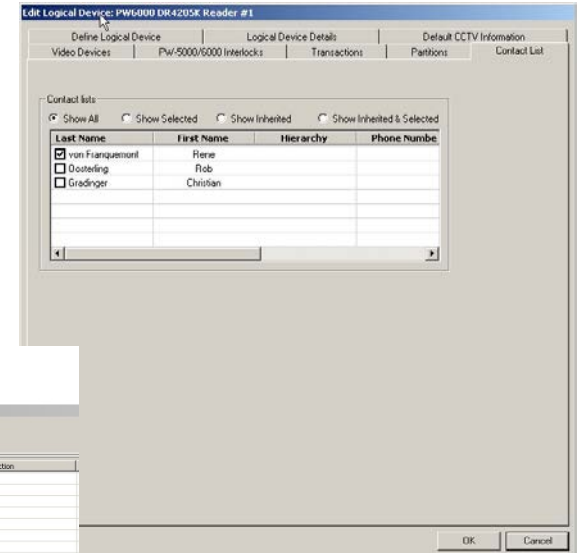 Edit Logical Device: PW6000 DR4205K Reader #1
Define Logical Device Logical Device Details Default CCTV Information
Video Devices PW-5000/6000 Interlocks Transactions Partitions Contact List
Contact lists
Show All Show Selected Show Inherited Show Inherited & Selected
Last Name First Name Hierarchy Phone Numbe
von Franquemont Rene
Oosterling Rob
Gradinger Christian
ction
OK Cancel